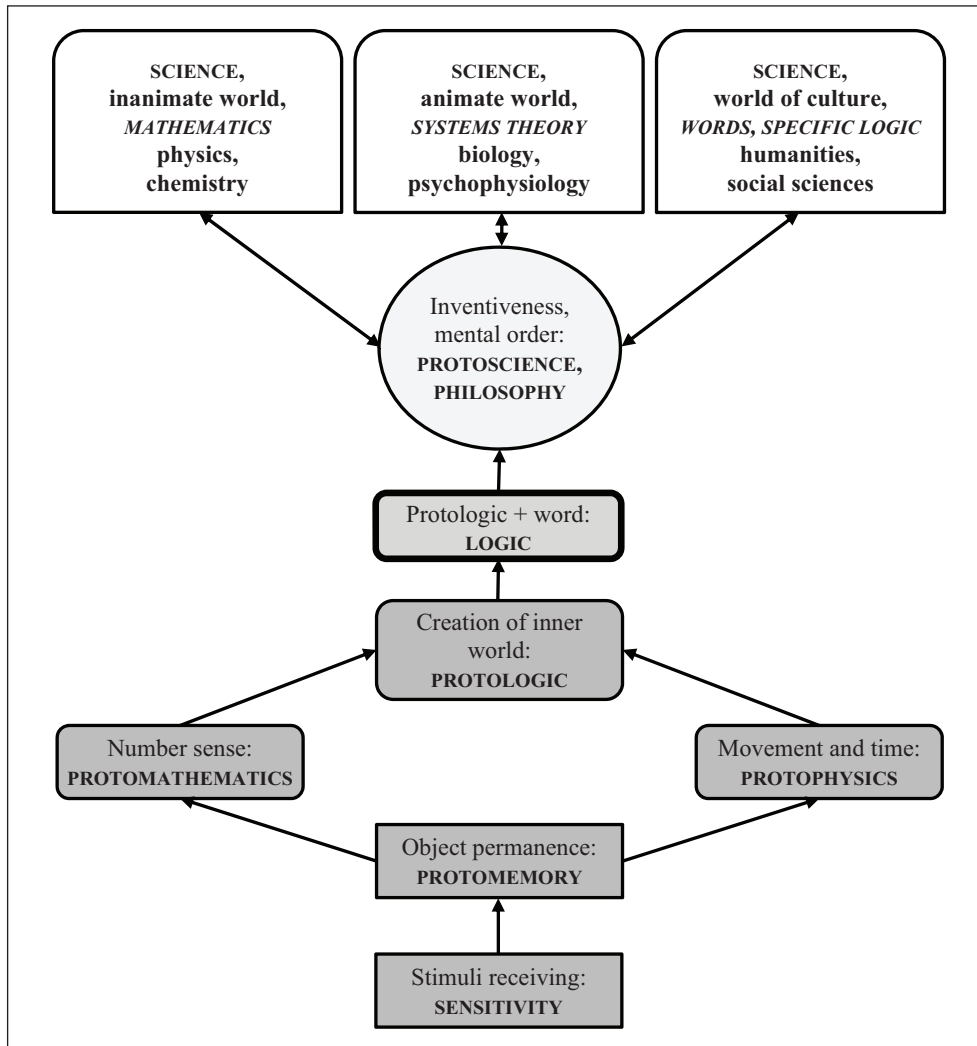 SCIENCE,
inanimate world,
MATHEMATICS
physics,
chemistry
SCIENCE,
animate world,
SYSTEMS THEORY
biology,
psychophysiology
SCIENCE,
world of culture,
WORDS, SPECIFIC LOGIC
humanities,
social sciences
Inventiveness,
mental order:
PROTOSCIENCE,
PHILOSOPHY
Protologic + word:
LOGIC
Creation of inner
world:
PROTOLOGIC
Number sense:
PROTOMATHEMATICS
Movement and time:
PROTOPHYSICS
Object permanence:
PROTOMEMORY
Stimuli receiving:
SENSITIVITY